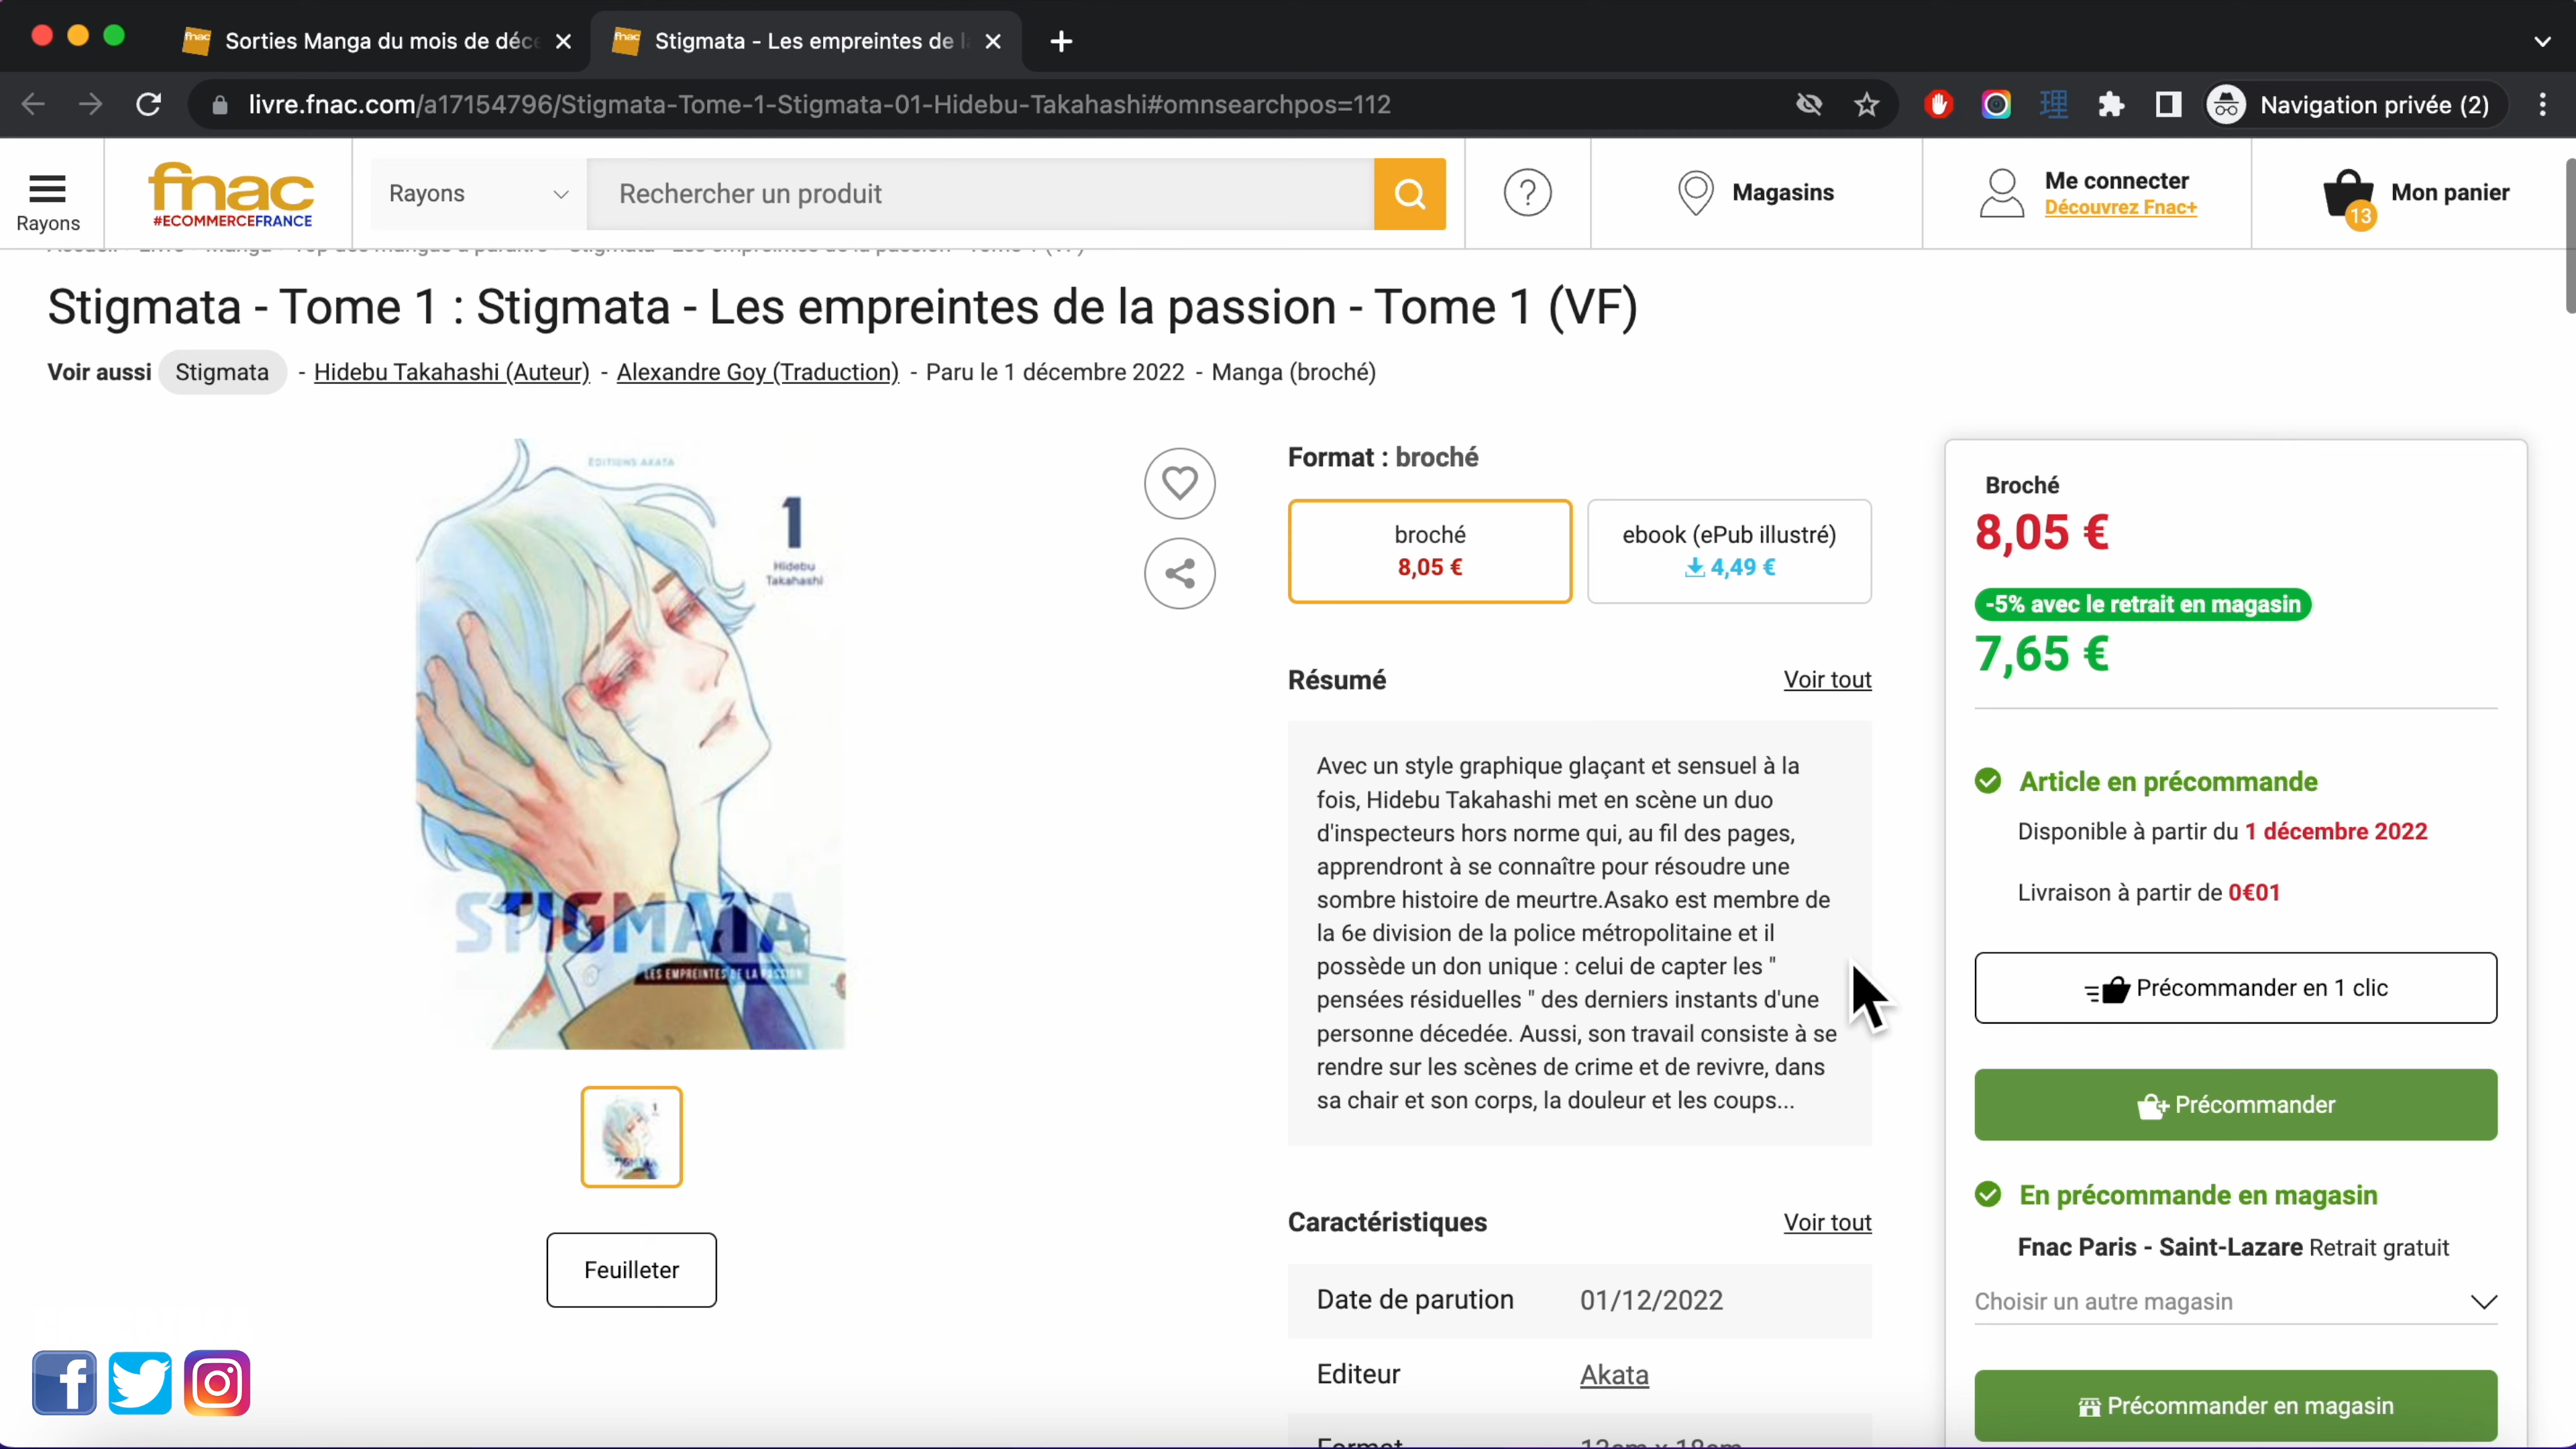 Sorties Manga du mois de déce
Stigmata - Les empreintes de l
livre.fnac.com/a17154796/Stigmata-Tome-1-Stigmata-01-Hidebu-Takahashi#omnsearchpos=112
Navigation privée (2)
Rayons
fnac
#ECOMMERCEFRANCE
Rayons
Rechercher un produit
?
Magasins
Me connecter
Découvrez Fnac+
13
Mon panier
Stigmata - Tome 1 : Stigmata - Les empreintes de la passion - Tome 1 (VF)
Voir aussi Stigmata - Hidebu Takahashi (Auteur) - Alexandre Goy (Traduction) - Paru le 1 décembre 2022 - Manga (broché)
EDITIONS AKATA
1
Hidebu
Takahashi
STIGMATA
LES EMPREINTES DE LA PASSION
Feuilleter
Format : broché
broché
8,05 €
ebook (ePub illustré)
4,49 €
Résumé
Voir tout
Avec un style graphique glaçant et sensuel à la
fois, Hidebu Takahashi met en scène un duo
d'inspecteurs hors norme qui, au fil des pages,
apprendront à se connaître pour résoudre une
sombre histoire de meurtre.Asako est membre de
la 6e division de la police métropolitaine et il
possède un don unique : celui de capter les "
pensées résiduelles " des derniers instants d'une
personne décedée. Aussi, son travail consiste à se
rendre sur les scènes de crime et de revivre, dans
sa chair et son corps, la douleur et les coups...
Caractéristiques
Voir tout
Date de parution 01/12/2022
Editeur Akata
Broché
8,05 €
-5% avec le retrait en magasin
7,65 €
Article en précommande
Disponible à partir du 1 décembre 2022
Livraison à partir de 0€01
Précommander en 1 clic
Précommander
En précommande en magasin
Fnac Paris - Saint-Lazare Retrait gratuit
Choisir un autre magasin
Précommander en magasin